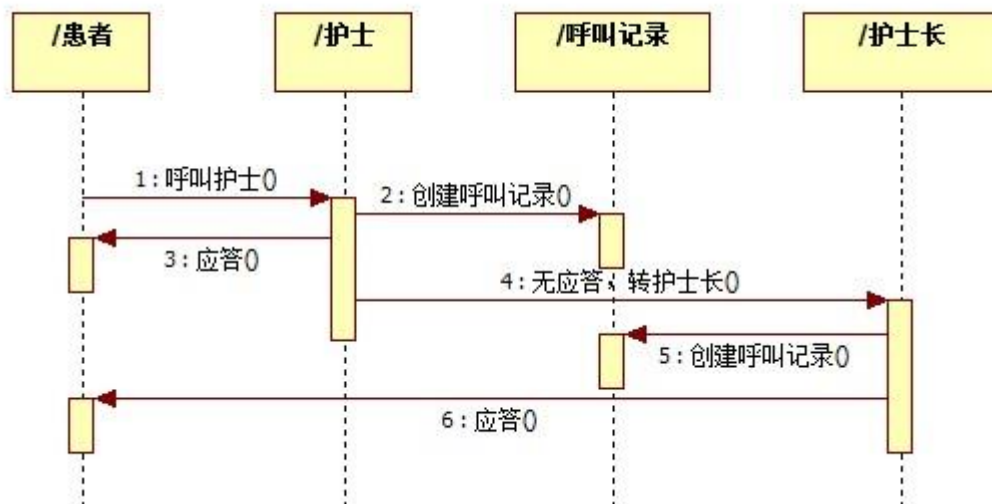 /患者
/护士
/呼叫记录
/护士长
1 : 呼叫护士()
2 : 创建呼叫记录()
3 : 应答()
4 : 无应答，转护士长()
5 : 创建呼叫记录()
6 : 应答()